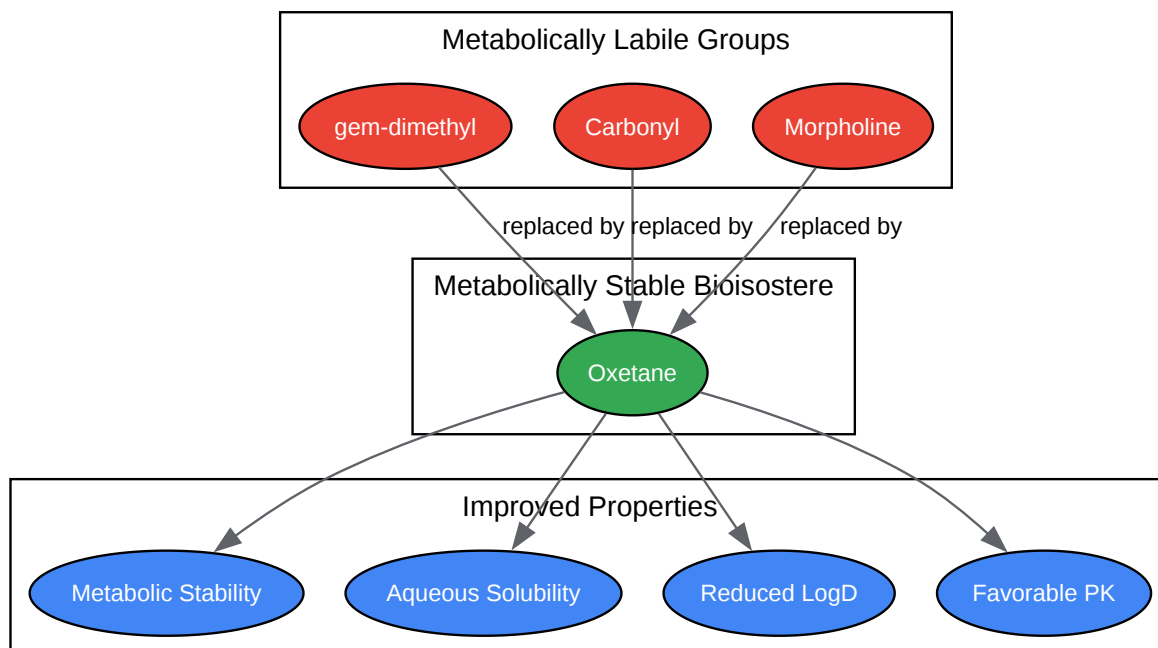 Metabolically Labile Groups
gem-dimethyl
Carbonyl
Morpholine
replaced by
replaced by
replaced by
Metabolically Stable Bioisostere
Oxetane
Improved Properties
Metabolic Stability
Aqueous Solubility
Reduced LogD
Favorable PK